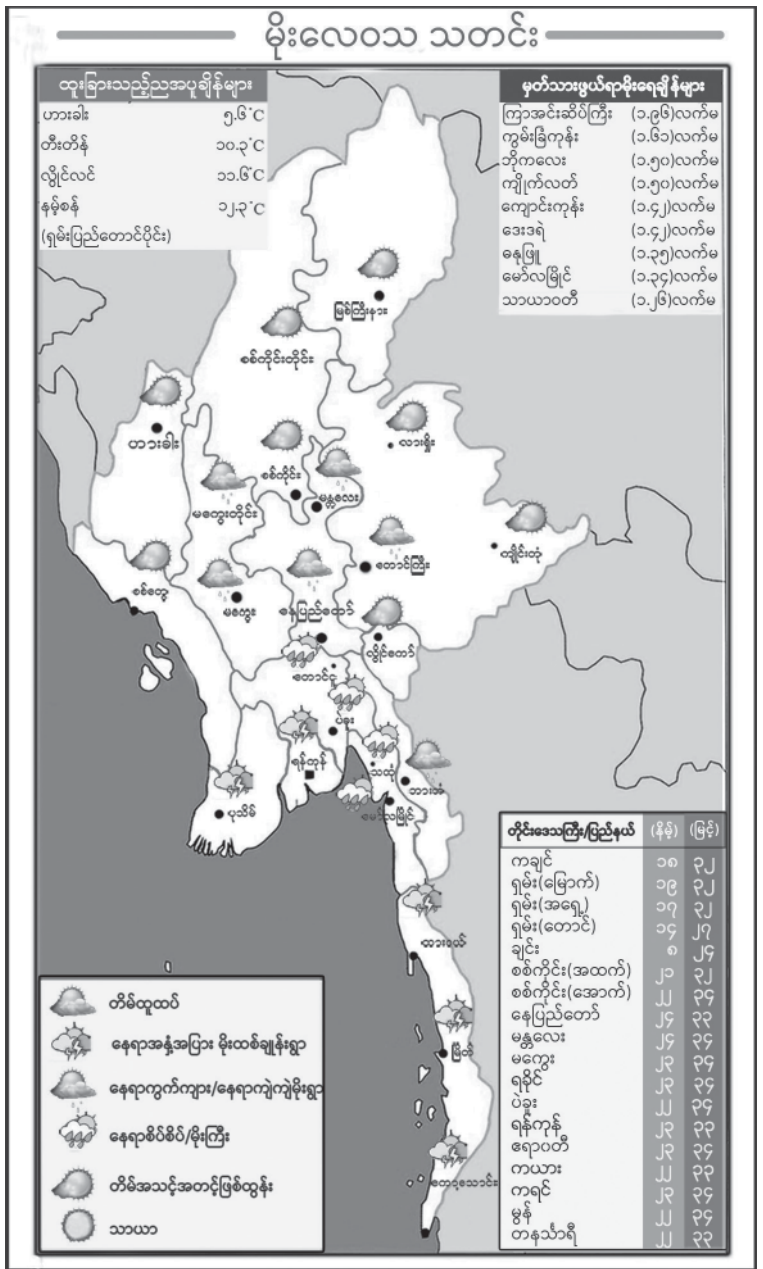 မိုးလေဝသ သတင်း
ထူးခြားသည့်ညအပူချိန်များ
ဟားခါး ၅.၆°C
တီးတိန် ၁၀.၃°C
လွိုင်လင် ၁၁.၆°C
နမ့်စန် ၁၂.၃°C
(ရှမ်းပြည်တောင်ပိုင်း)
မှတ်သားဖွယ်ရာမိုးရေချိန်များ
ကြာအင်းဆိပ်ကြီး (၁.၉၆)လက်မ
ကွမ်းခြံကုန်း (၁.၆၁)လက်မ
ဘိုကလေး (၁.၅၀)လက်မ
ကျိုက်လတ် (၁.၅၀)လက်မ
ကျောင်းကုန်း (၁.၄၂)လက်မ
ဒေးဒရဲ (၁.၄၂)လက်မ
ဓနုဖြူ (၁.၃၅)လက်မ
မော်လမြိုင် (၁.၃၄)လက်မ
သာယာဝတီ (၁.၂၆)လက်မ
မြစ်ကြီးနား
စစ်ကိုင်းတိုင်း
ဟားခါး
လားရှိုး
စစ်ကိုင်း
မန္တလေး
မကွေးတိုင်း
ကျိုင်းတုံ
တောင်ကြီး
စစ်တွေ
မကွေး
နေပြည်တော်
လွိုင်ကော်
တောင်ငူ
ပဲခူး
ရန်ကုန်
သထုံ
ဘားအံ
ပုသိမ်
မော်လမြိုင်
ထားဝယ်
မြိတ်
ကော့သောင်း
တိမ်ထူထပ်
နေရာအနှံ့အပြား မိုးထစ်ချုန်းရွာ
နေရာကွက်ကျား/နေရာကျဲကျဲမိုးရွာ
နေရာစိပ်စိပ်/မိုးကြီး
တိမ်အသင့်အတင့်ဖြစ်ထွန်း
သာယာ
တိုင်းဒေသကြီး/ပြည်နယ် (နိမ့်) (မြင့်)
ကချင် ၁၈ ၃၂
ရှမ်း(မြောက်) ၁၉ ၃၂
ရှမ်း(အရှေ့) ၁၇ ၃၂
ရှမ်း(တောင်) ၁၄ ၂၇
ချင်း ၈ ၂၄
စစ်ကိုင်း(အထက်) ၂၁ ၃၂
စစ်ကိုင်း(အောက်) ၂၂ ၃၄
နေပြည်တော် ၂၄ ၃၃
မန္တလေး ၂၄ ၃၄
မကွေး ၂၃ ၃၄
ရခိုင် ၂၃ ၃၄
ပဲခူး ၂၂ ၃၄
ရန်ကုန် ၂၃ ၃၃
ဧရာဝတီ ၂၃ ၃၄
ကယား ၂၂ ၃၃
ကရင် ၂၃ ၃၄
မွန် ၂၂ ၃၄
တနင်္သာရီ ၂၂ ၃၃